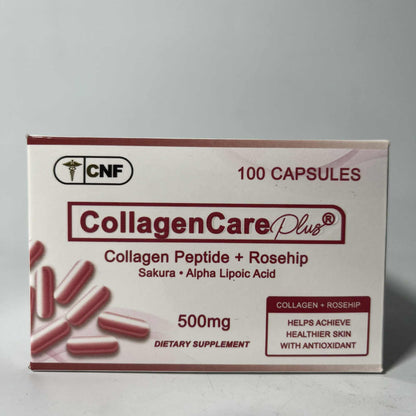 CNF
100 CAPSULES
CollagenCare Plus®
Collagen Peptide + Rosehip
Sakura • Alpha Lipoic Acid
500mg
DIETARY SUPPLEMENT
COLLAGEN + ROSEHIP
HELPS ACHIEVE
HEALTHIER SKIN
WITH ANTIOXIDANT